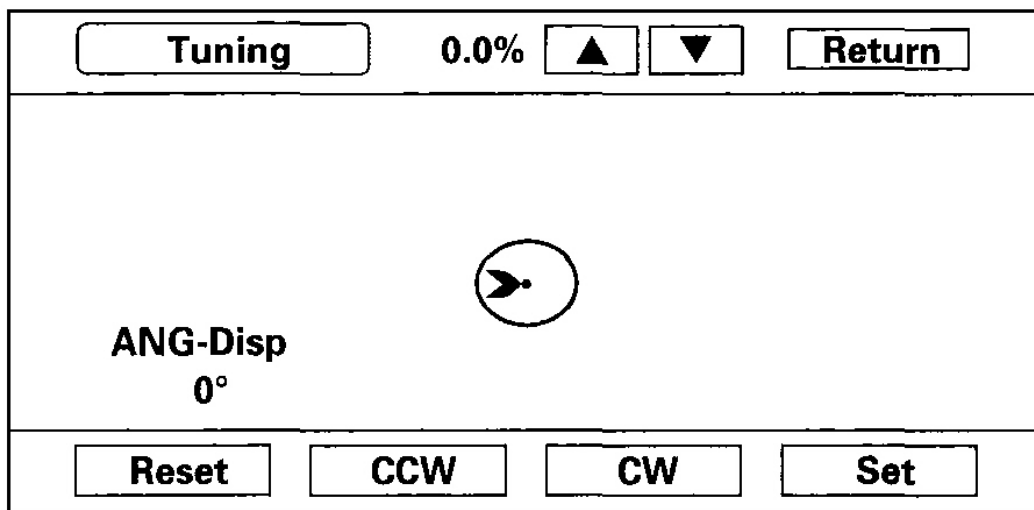 Tuning 0.0% ▲ ▼ Return
ANG-Disp
0°
Reset CCW CW Set